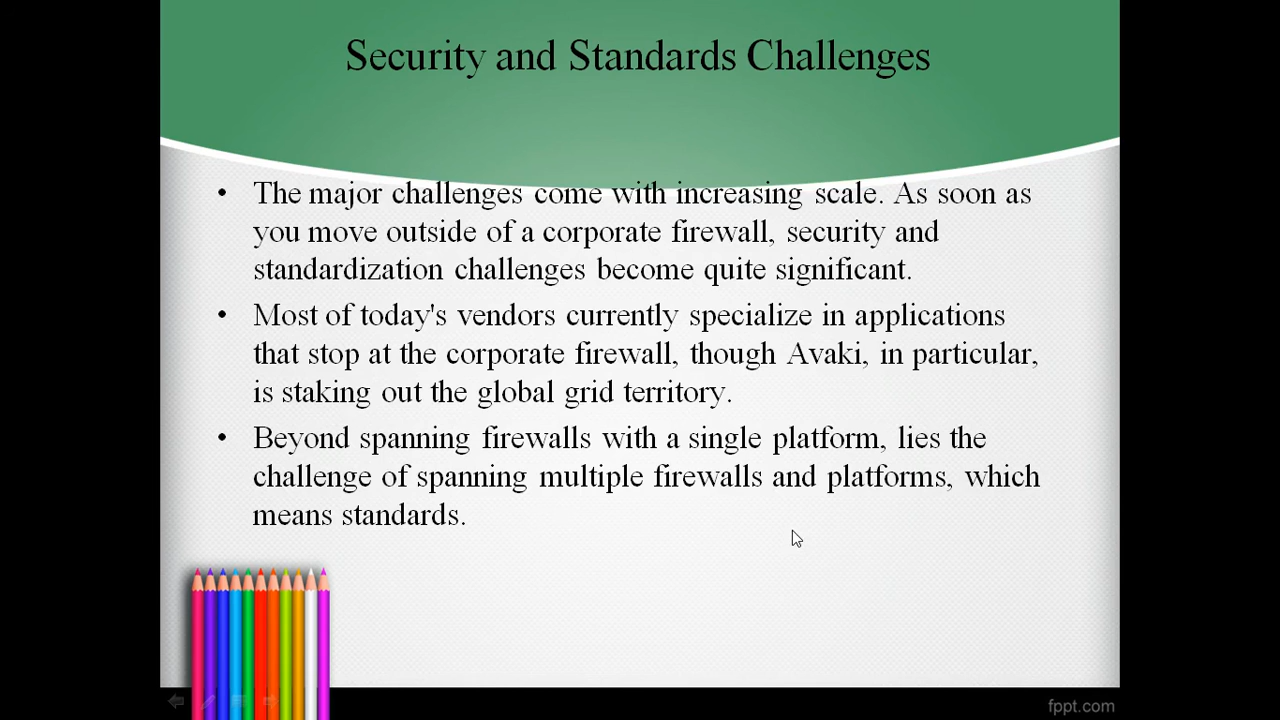 Security and Standards Challenges
• The major challenges come with increasing scale. As soon as
you move outside of a corporate firewall, security and
standardization challenges become quite significant.
• Most of today's vendors currently specialize in applications
that stop at the corporate firewall, though Avaki, in particular,
is staking out the global grid territory.
• Beyond spanning firewalls with a single platform, lies the
challenge of spanning multiple firewalls and platforms, which
means standards.
fppt.com